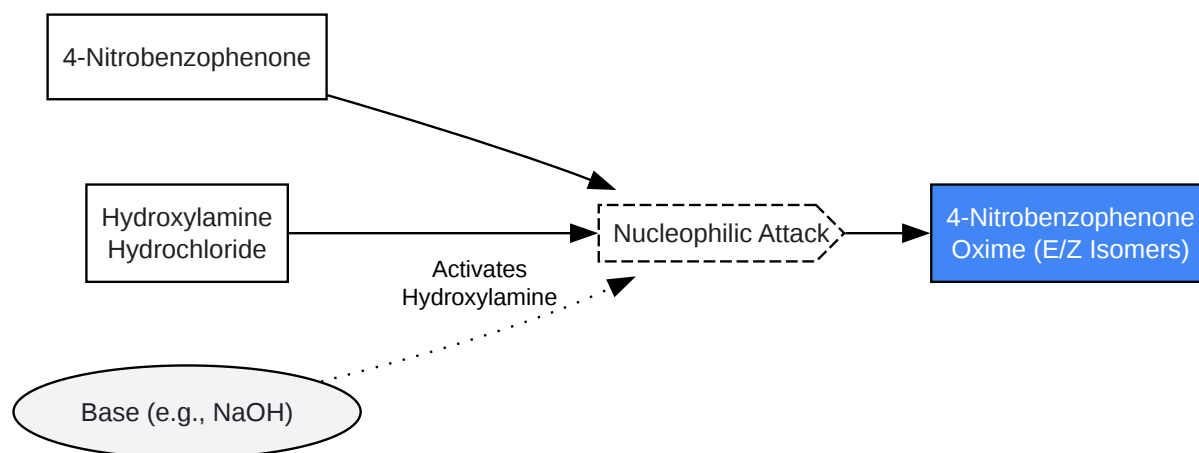 4-Nitrobenzophenone
Hydroxylamine
Hydrochloride
Nucleophilic Attack
4-Nitrobenzophenone
Oxime (E/Z Isomers)
Activates
Hydroxylamine
Base (e.g., NaOH)